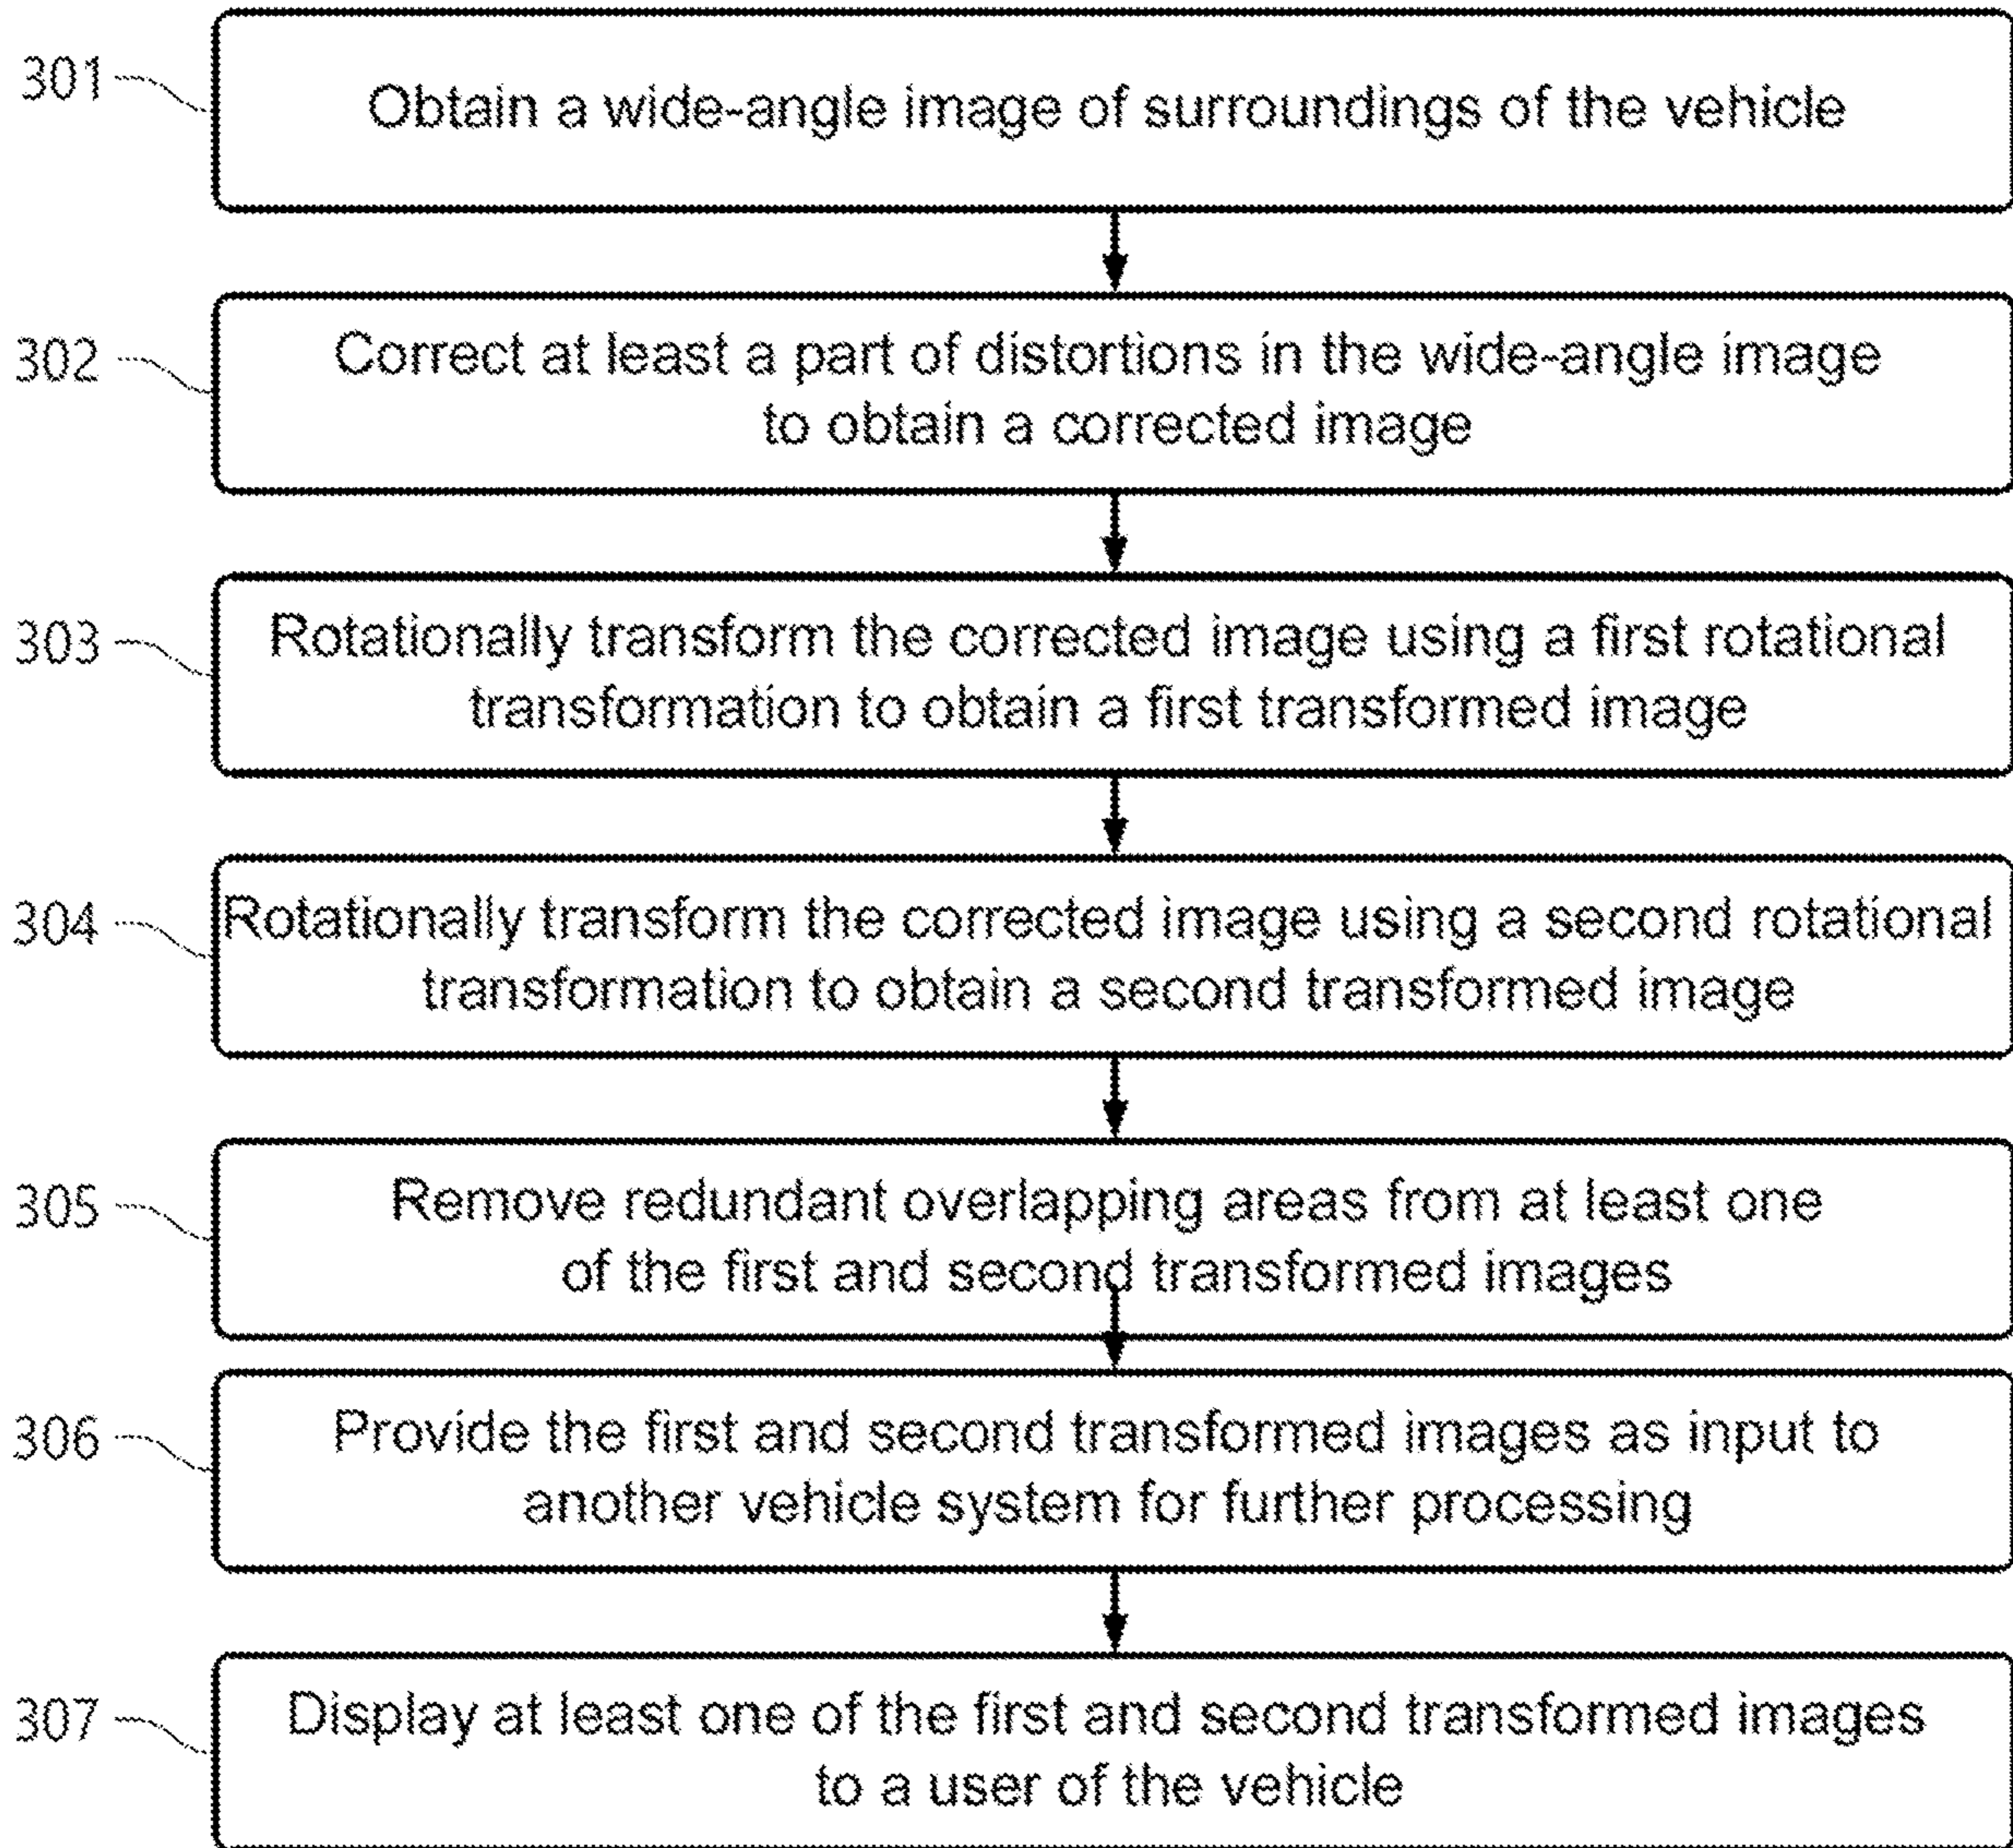 301
Obtain a wide-angle image of surroundings of the vehicle
302
Correct at least a part of distortions in the wide-angle image
to obtain a corrected image
303
Rotationally transform the corrected image using a first rotational
transformation to obtain a first transformed image
304
Rotationally transform the corrected image using a second rotational
transformation to obtain a second transformed image
305
Remove redundant overlapping areas from at least one
of the first and second transformed images
306
Provide the first and second transformed images as input to
another vehicle system for further processing
307
Display at least one of the first and second transformed images
to a user of the vehicle